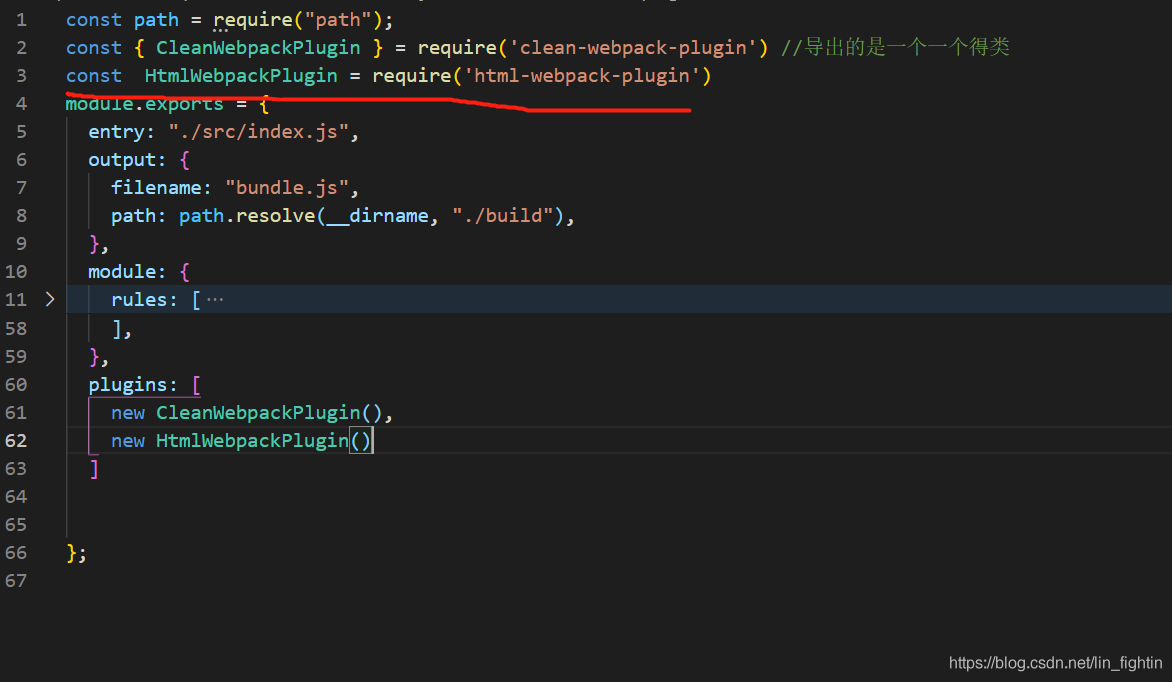 1 const path = require("path");
2 const { CleanWebpackPlugin } = require('clean-webpack-plugin') //导出的是一个一个得类
3 const  HtmlWebpackPlugin = require('html-webpack-plugin')
4 module.exports = {
5   entry: "./src/index.js",
6   output: {
7     filename: "bundle.js",
8     path: path.resolve(__dirname, "./build"),
9   },
10   module: {
11     rules: [ ···
58     ],
59   },
60   plugins: [
61     new CleanWebpackPlugin(),
62     new HtmlWebpackPlugin()
63   ]
64
65
66 };
67
https://blog.csdn.net/lin_fightin